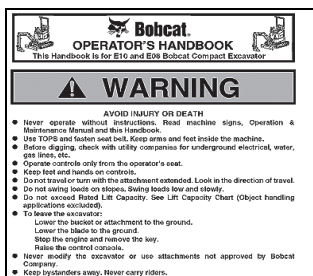 Bobcat.
OPERATOR'S HANDBOOK
This Handbook is for E10 and E08 Bobcat Compact Excavator
WARNING
AVOID INJURY OR DEATH
● Never operate without instructions. Read machine signs, Operation &
Maintenance Manual and this Handbook.
● Use TOPS and fasten seat belt. Keep arms and feet inside the machine.
● Before digging, check with utility companies for underground electrical, water,
gas lines, etc.
● Operate controls only from the operator's seat.
● Keep feet and hands on controls.
● Do not travel or turn with the attachment extended. Look in the direction of travel.
● Do not swing loads on slopes. Swing loads low and slowly.
● Do not exceed Rated Lift Capacity. See Lift Capacity Chart (Object handling
applications excluded).
● To leave the excavator:
Lower the bucket or attachment to the ground.
Lower the blade to the ground.
Stop the engine and remove the key.
Raise the control console.
● Never modify the excavator or use attachments not approved by Bobcat
Company.
● Keep bystanders away. Never carry riders.